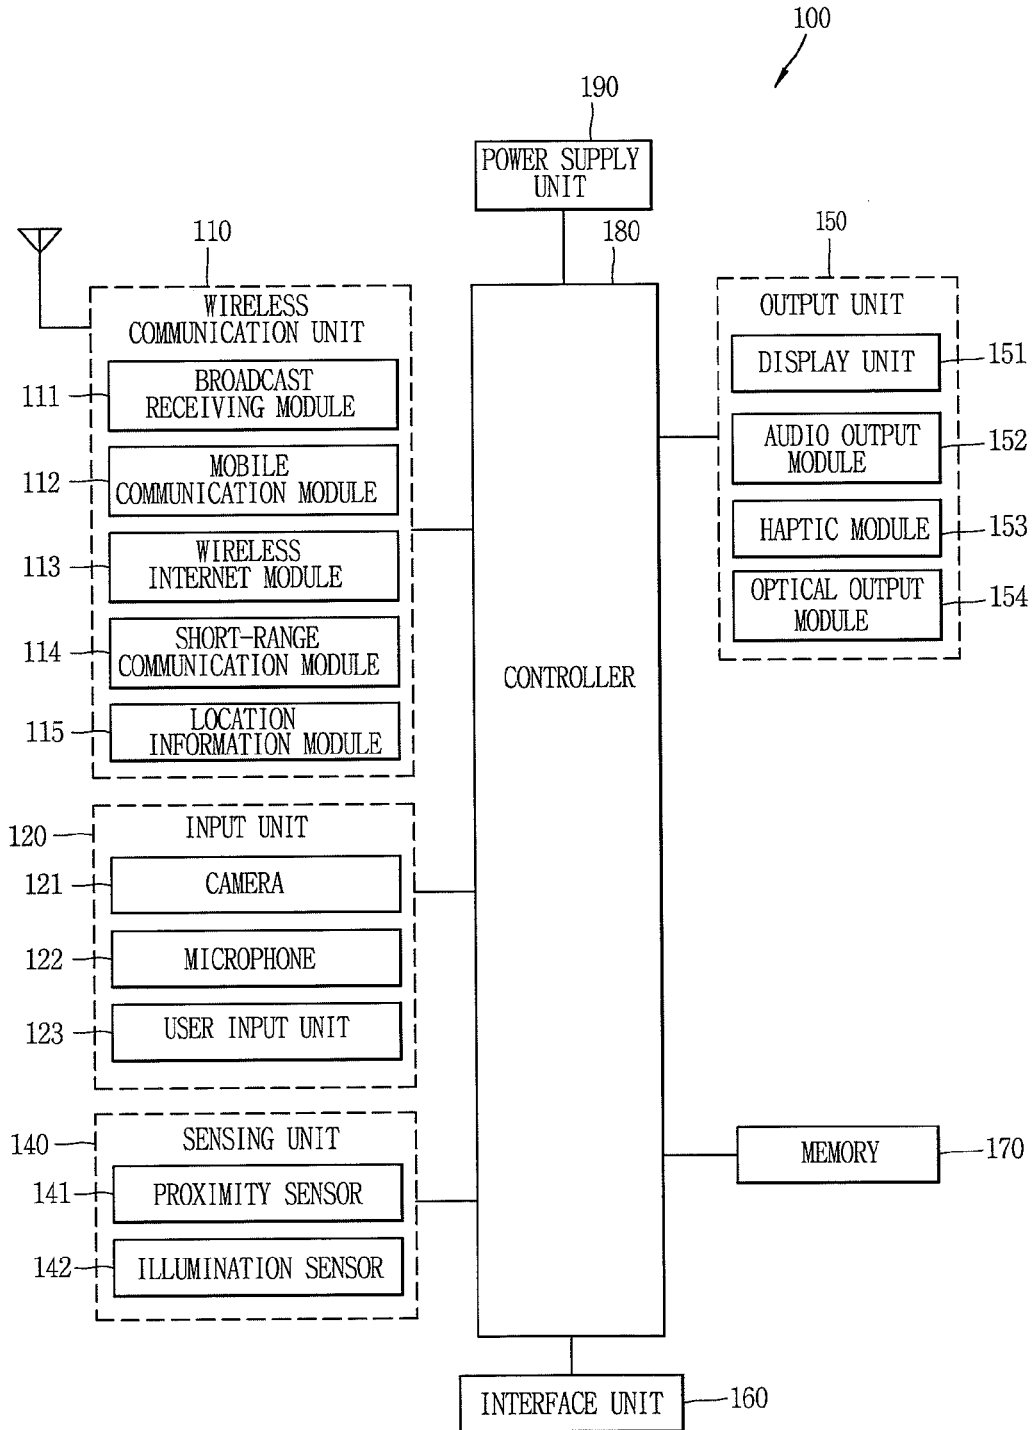 100
190
POWER SUPPLY
UNIT
110
180
150
WIRELESS
COMMUNICATION UNIT
111
BROADCAST
RECEIVING MODULE
112
MOBILE
COMMUNICATION MODULE
113
WIRELESS
INTERNET MODULE
114
SHORT-RANGE
COMMUNICATION MODULE
115
LOCATION
INFORMATION MODULE
120
INPUT UNIT
121
CAMERA
122
MICROPHONE
123
USER INPUT UNIT
140
SENSING UNIT
141
PROXIMITY SENSOR
142
ILLUMINATION SENSOR
CONTROLLER
OUTPUT UNIT
DISPLAY UNIT
151
AUDIO OUTPUT
MODULE
152
HAPTIC MODULE
153
OPTICAL OUTPUT
MODULE
154
MEMORY
170
INTERFACE UNIT
160